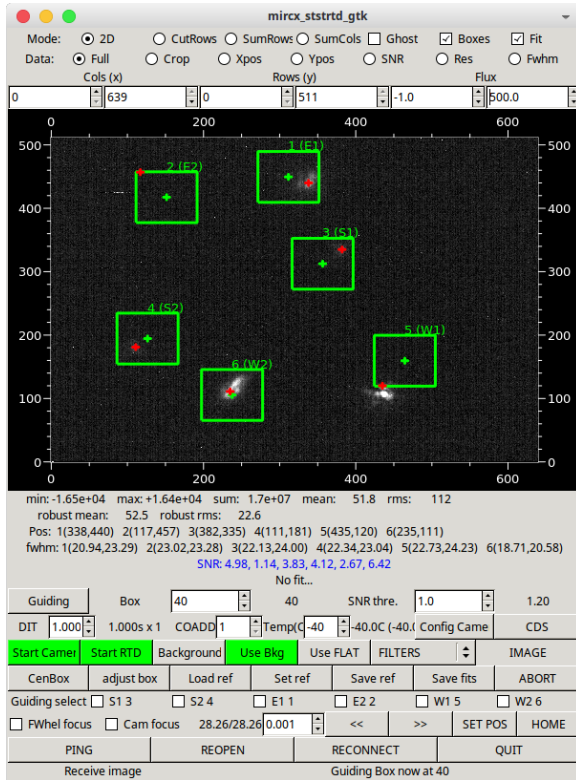 mircx_ststrtd_gtk
Mode: 2D CutRows SumRows SumCols Ghost Boxes Fit
Data: Full Crop Xpos Ypos SNR Res Fwhm
Cols (x) Rows (y) Flux
0 639 0 511 -1.0 500.0
0 200 400 600
500 500
1 (E1)
2 (E2)
400 400
3 (S1)
300 300
4 (S2)
200 200
5 (W1)
6 (W2)
100 100
0 0
0 200 400 600
min: -1.65e+04 max: +1.64e+04 sum: 1.7e+07 mean: 51.8 rms: 112
robust mean: 52.5 robust rms: 22.6
Pos: 1(338,440) 2(117,457) 3(382,335) 4(111,181) 5(435,120) 6(235,111)
fwhm: 1(20.94,23.29) 2(23.02,23.28) 3(22.13,24.00) 4(22.34,23.04) 5(22.73,24.23) 6(18.71,20.58)
SNR: 4.98, 1.14, 3.83, 4.12, 2.67, 6.42
No fit...
Guiding Box 40 40 SNR thre. 1.0 1.20
DIT 1.000 1.000s x 1 COADD 1 Temp(C -40 -40.0C (-40.0 Config Came CDS
Start Camer Start RTD Background Use Bkg Use FLAT FILTERS IMAGE
CenBox adjust box Load ref Set ref Save ref Save fits ABORT
Guiding select S1 3 S2 4 E1 1 E2 2 W1 5 W2 6
FWhel focus Cam focus 28.26/28.26 0.001 << >> SET POS HOME
PING REOPEN RECONNECT QUIT
Receive image Guiding Box now at 40